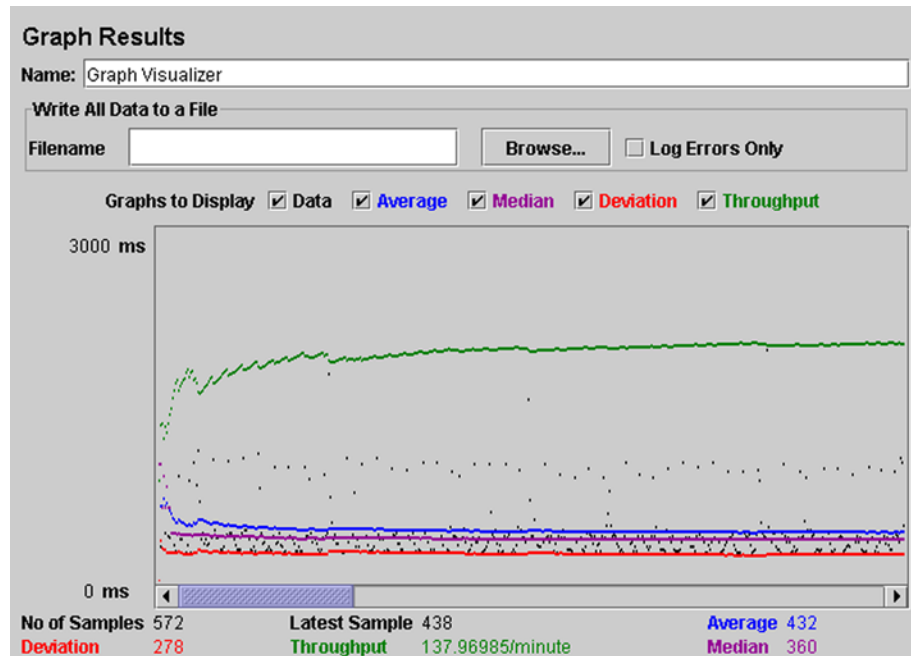 Graph Results
Name: Graph Visualizer
Write All Data to a File
Filename Browse... Log Errors Only
Graphs to Display Data Average Median Deviation Throughput
3000 ms
0 ms
No of Samples 572 Latest Sample 438 Average 432
Deviation 278 Throughput 137.96985/minute Median 360